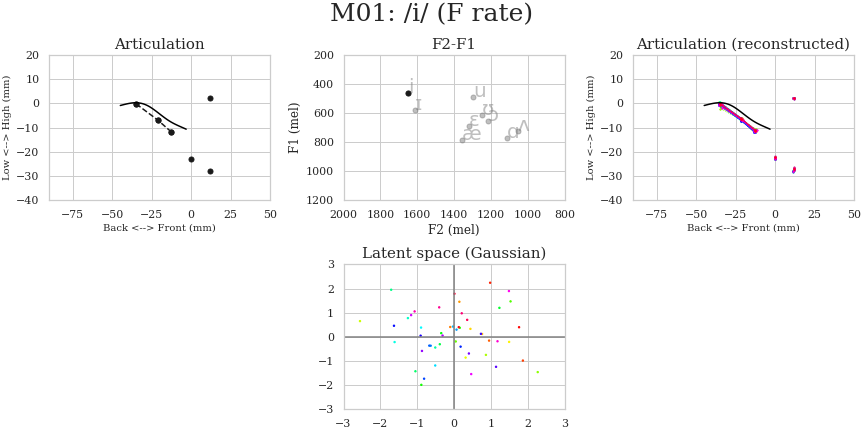 M01: /i/ (F rate)
Articulation
F2-F1
Articulation (reconstructed)
20
10
0
−10
−20
−30
−40
Low <--> High (mm)
−75
−50
−25
0
25
50
Back <--> Front (mm)
200
400
600
800
1000
1200
F1 (mel)
i
ɪ
u
ʊ
ɔ
ɛ
æ
ɑ
ʌ
2000
1800
1600
1400
1200
1000
800
F2 (mel)
20
10
0
−10
−20
−30
−40
Low <--> High (mm)
−75
−50
−25
0
25
50
Back <--> Front (mm)
Latent space (Gaussian)
3
2
1
0
−1
−2
−3
−3
−2
−1
0
1
2
3